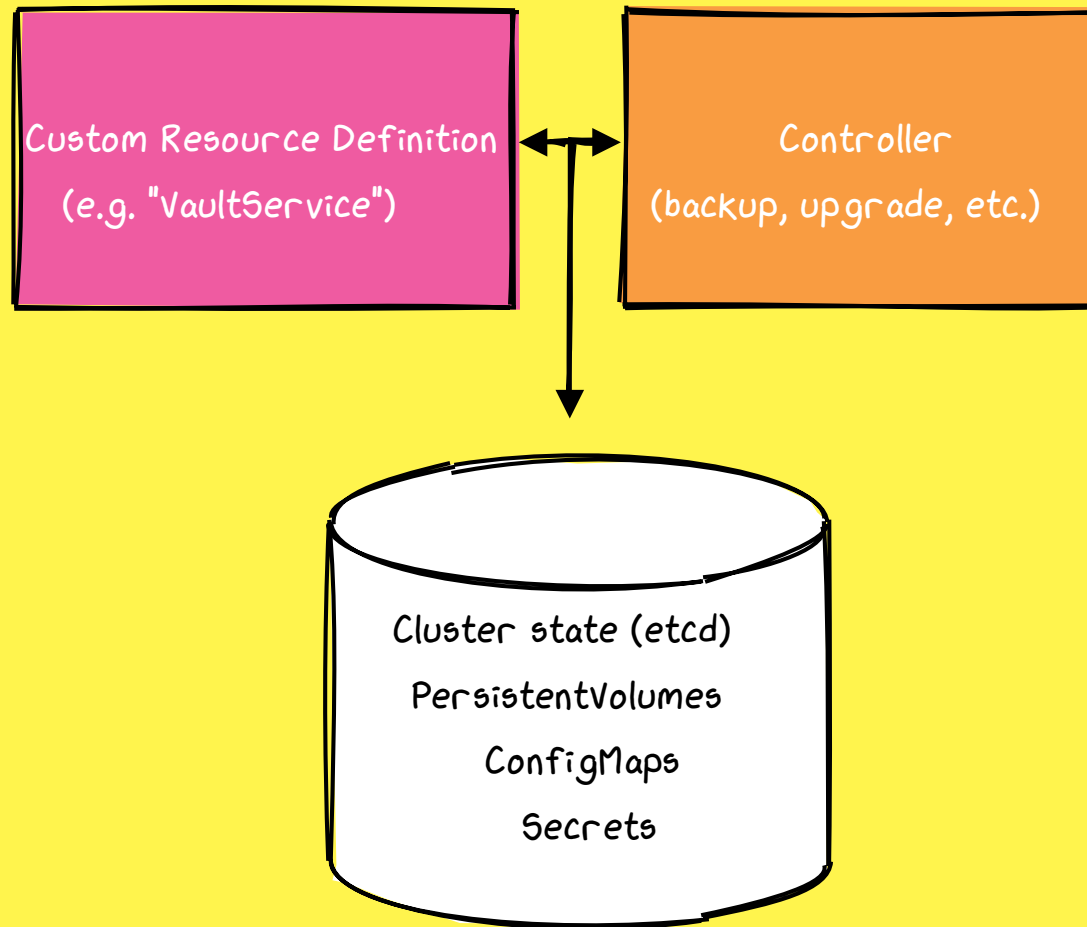 Custom Resource Definition
(e.g. "VaultService")
Controller
(backup, upgrade, etc.)
Cluster state (etcd)
PersistentVolumes
ConfigMaps
Secrets